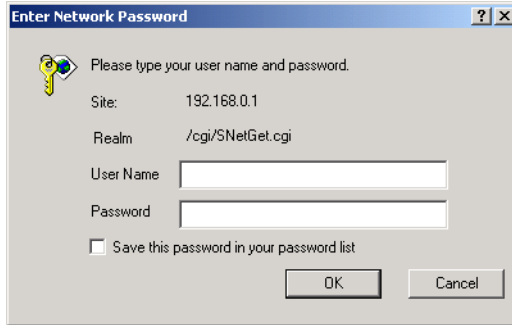 Enter Network Password
Please type your user name and password.
Site: 192.168.0.1
Realm /cgi/SNetGet.cgi
User Name
Password
Save this password in your password list
OK Cancel